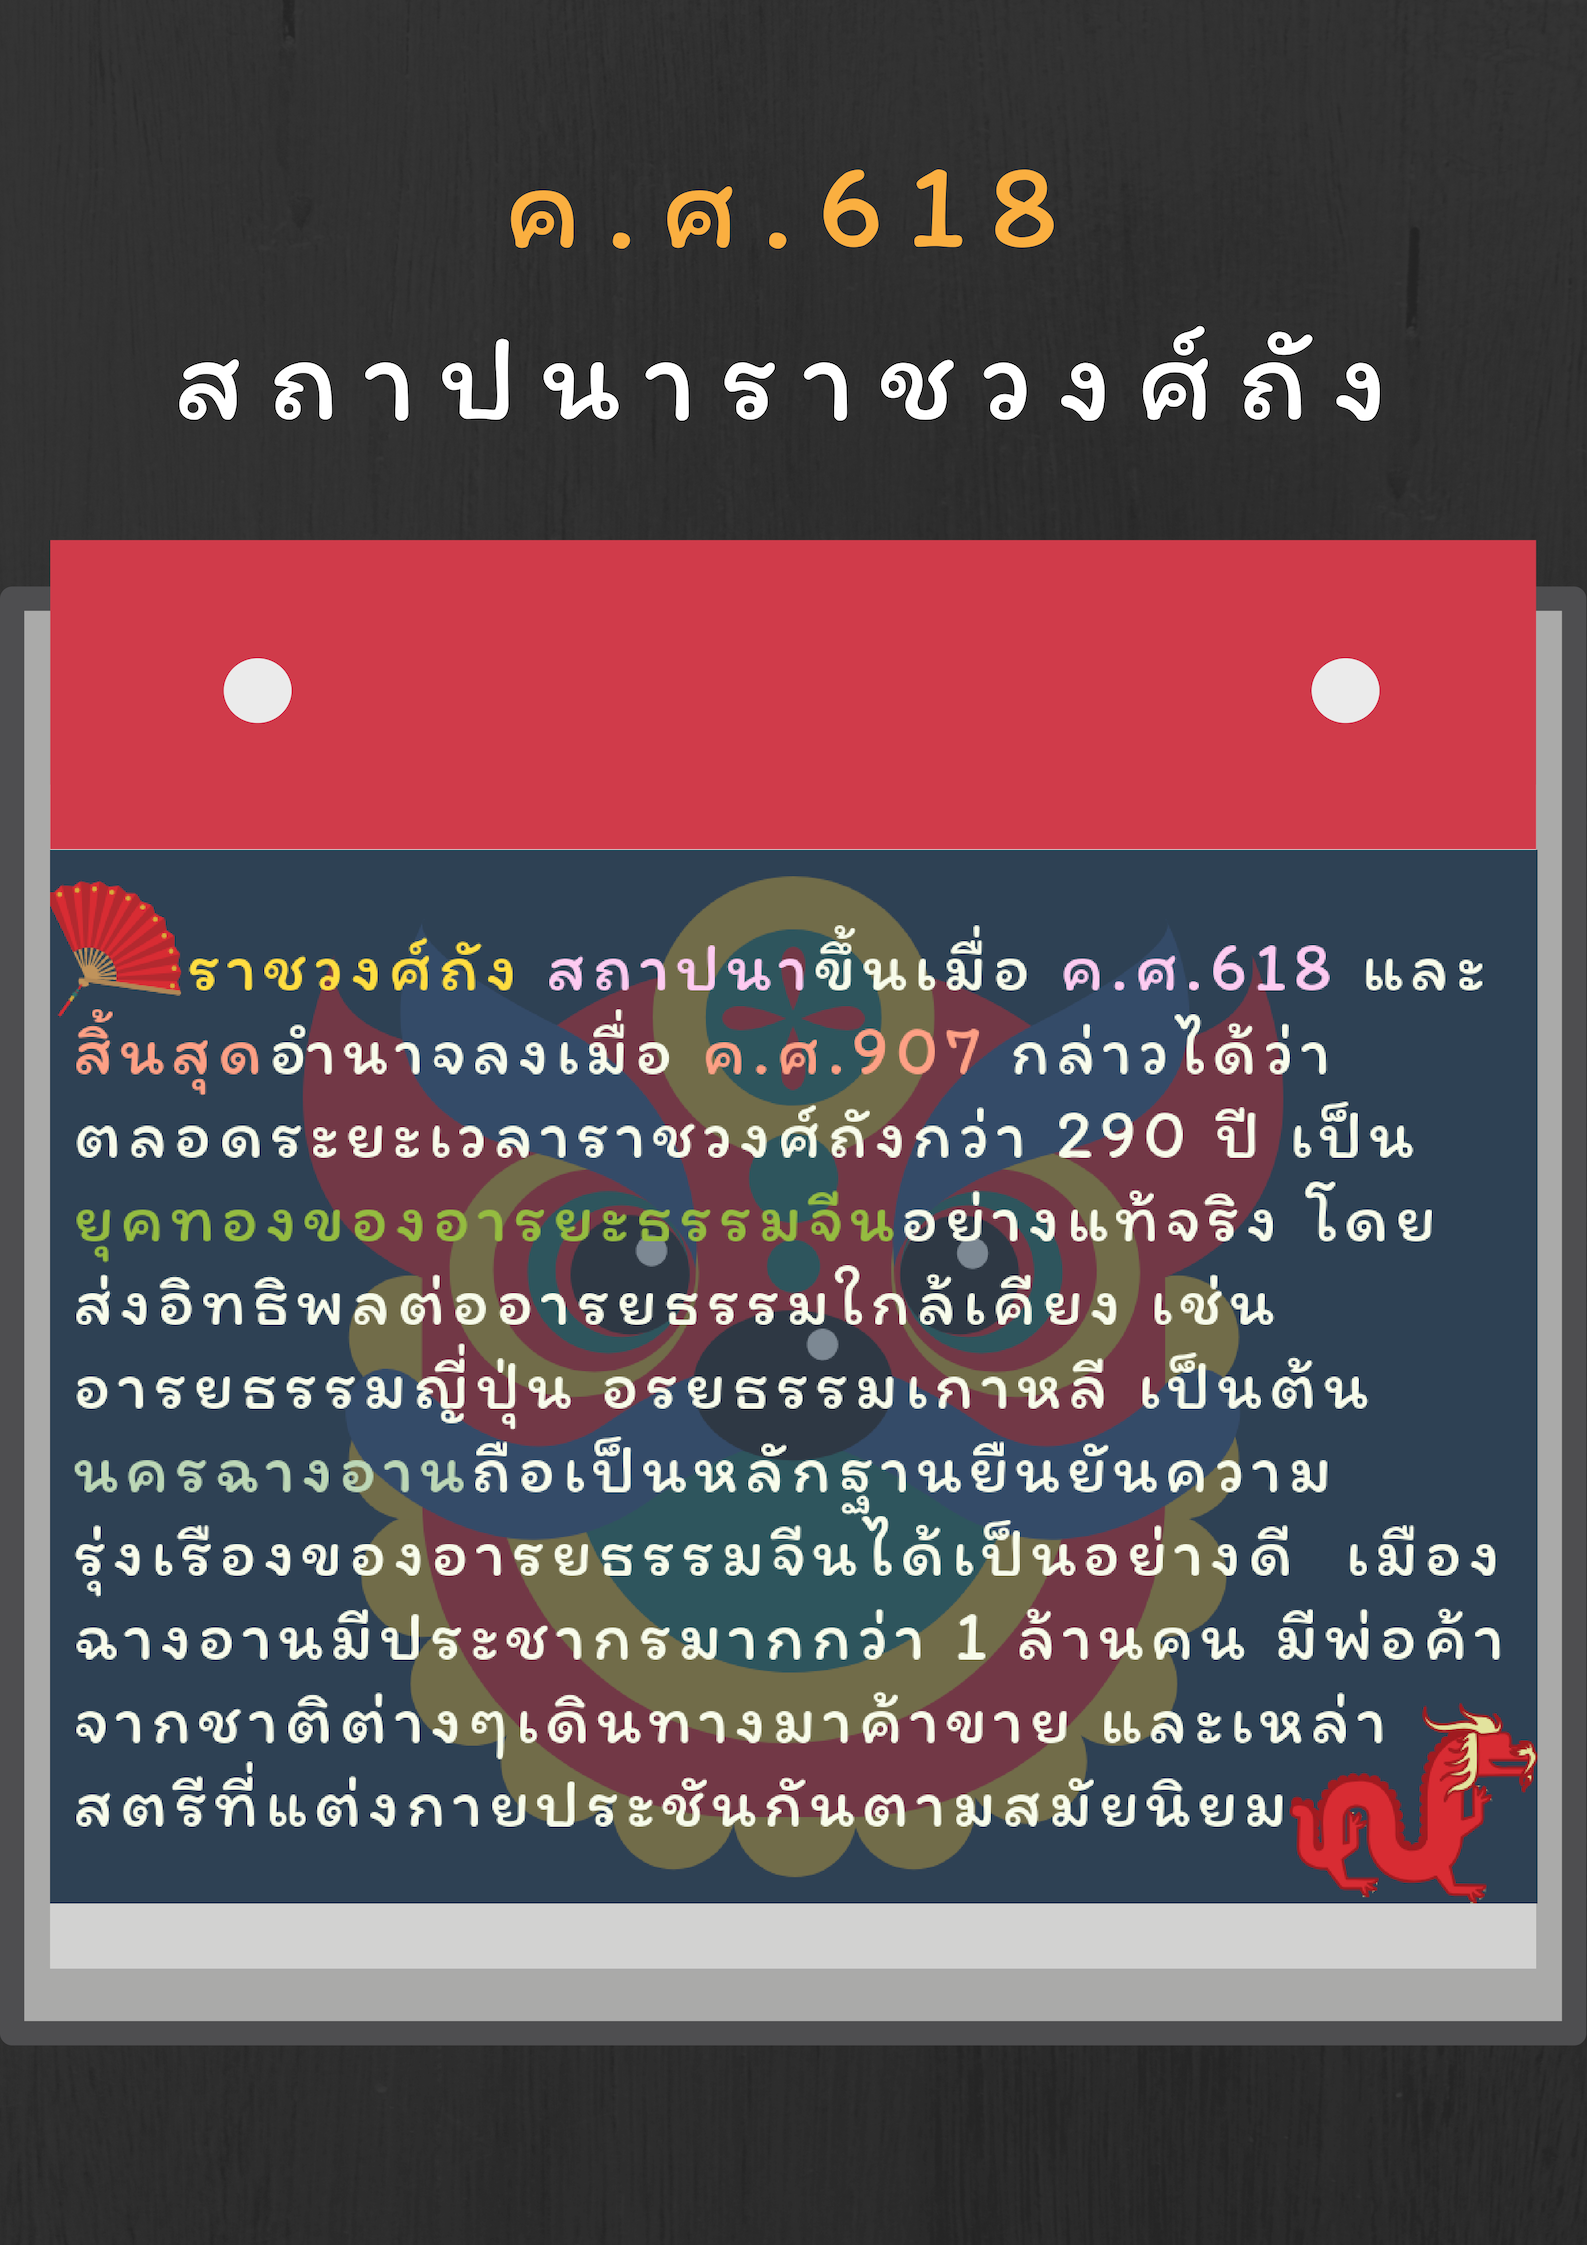 ค.ศ.618
สถาปนาราชวงศ์ถัง
ราชวงศ์ถัง สถาปนาขึ้นเมื่อ ค.ศ.618 และ
สิ้นสุดอำนาจลงเมื่อ ค.ศ.907 กล่าวได้ว่า
ตลอดระยะเวลาราชวงศ์ถังกว่า 290 ปี เป็น
ยุคทองของอารยะธรรมจีนอย่างแท้จริง โดย
ส่งอิทธิพลต่ออารยธรรมใกล้เคียง เช่น
อารยธรรมญี่ปุ่น อรยธรรมเกาหลี เป็นต้น
นครฉางอานถือเป็นหลักฐานยืนยันความ
รุ่งเรืองของอารยธรรมจีนได้เป็นอย่างดี  เมือง
ฉางอานมีประชากรมากกว่า 1 ล้านคน มีพ่อค้า
จากชาติต่างๆเดินทางมาค้าขาย และเหล่า
สตรีที่แต่งกายประชันกันตามสมัยนิยม